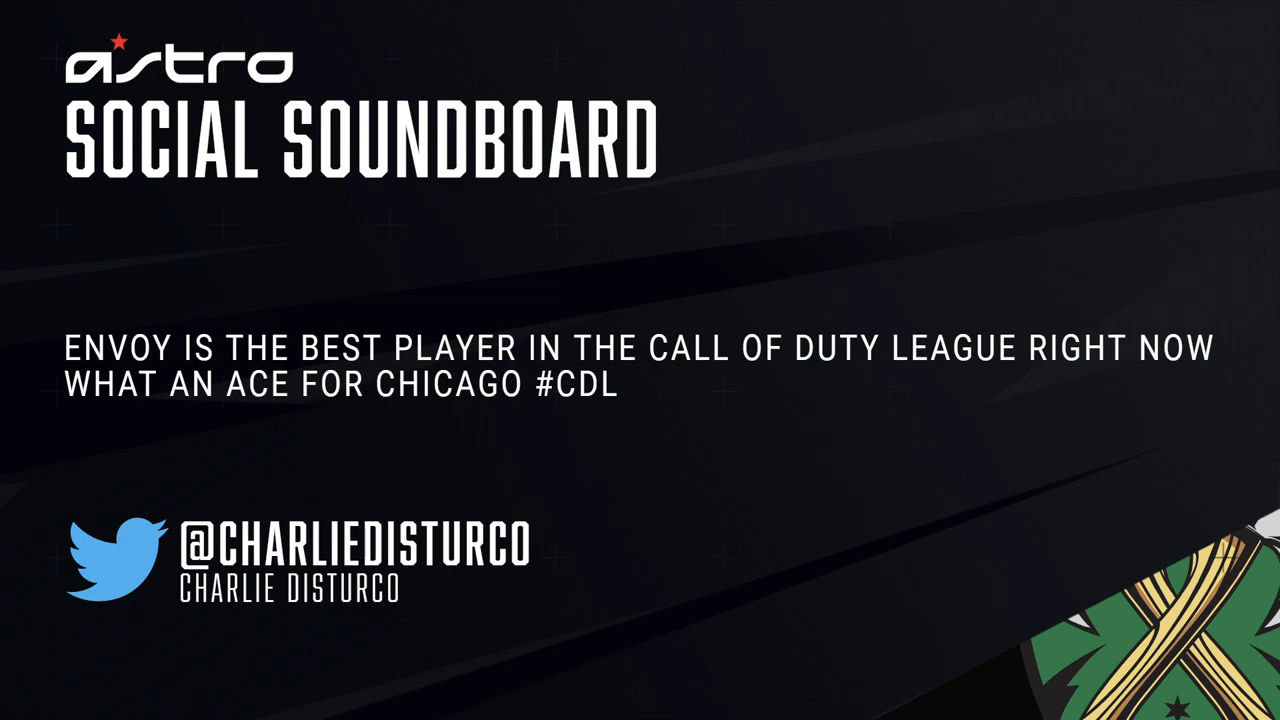 astro
SOCIAL SOUNDBOARD
ENVOY IS THE BEST PLAYER IN THE CALL OF DUTY LEAGUE RIGHT NOW
WHAT AN ACE FOR CHICAGO #CDL
@CHARLIEDISTURCO
CHARLIE DISTURCO